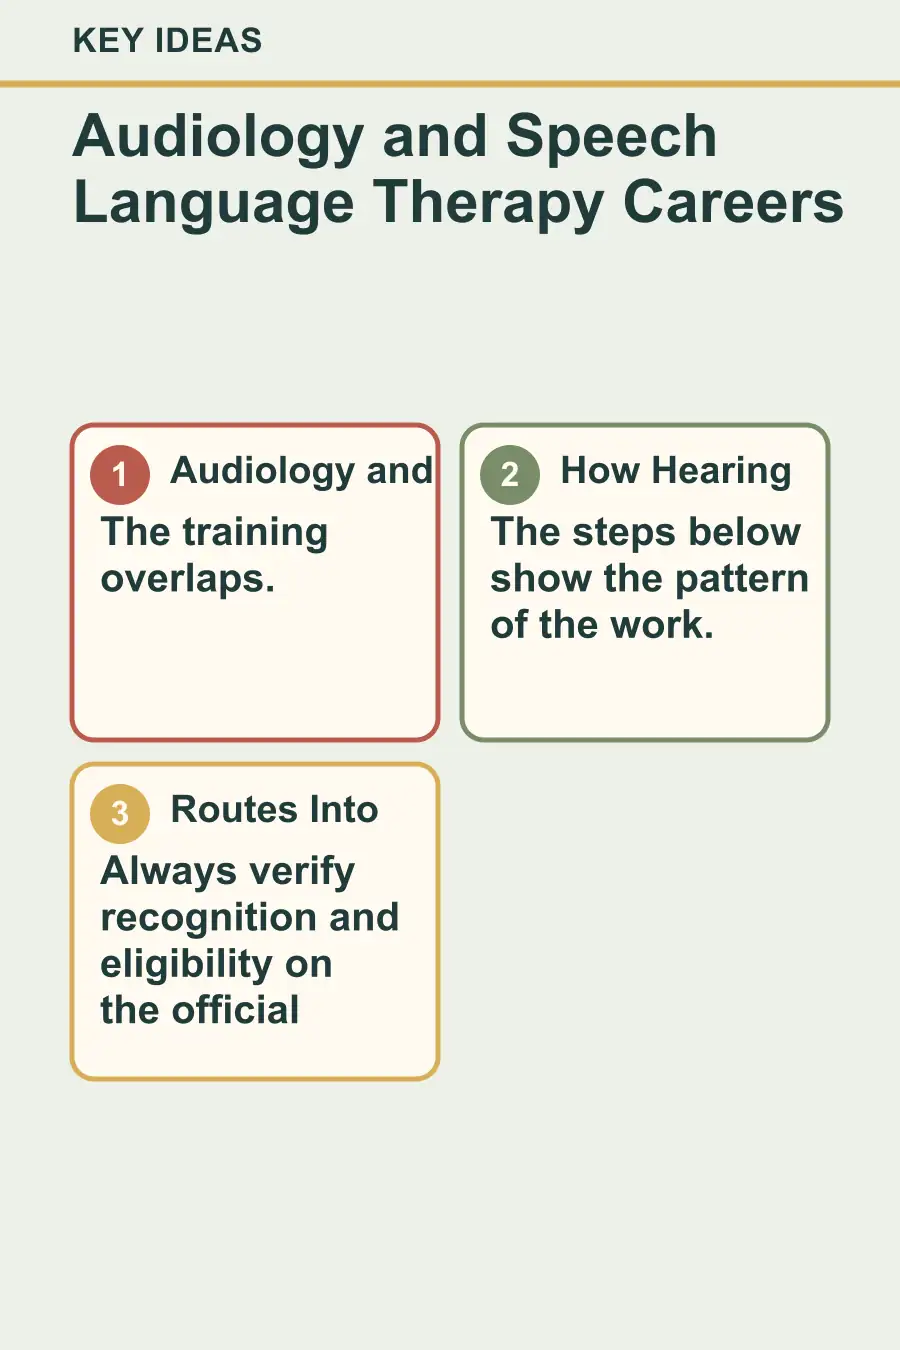 KEY IDEAS
Audiology and Speech
Language Therapy Careers
1 Audiology and
The training
overlaps.
2 How Hearing
The steps below
show the pattern
of the work.
3 Routes Into
Always verify
recognition and
eligibility on
the official